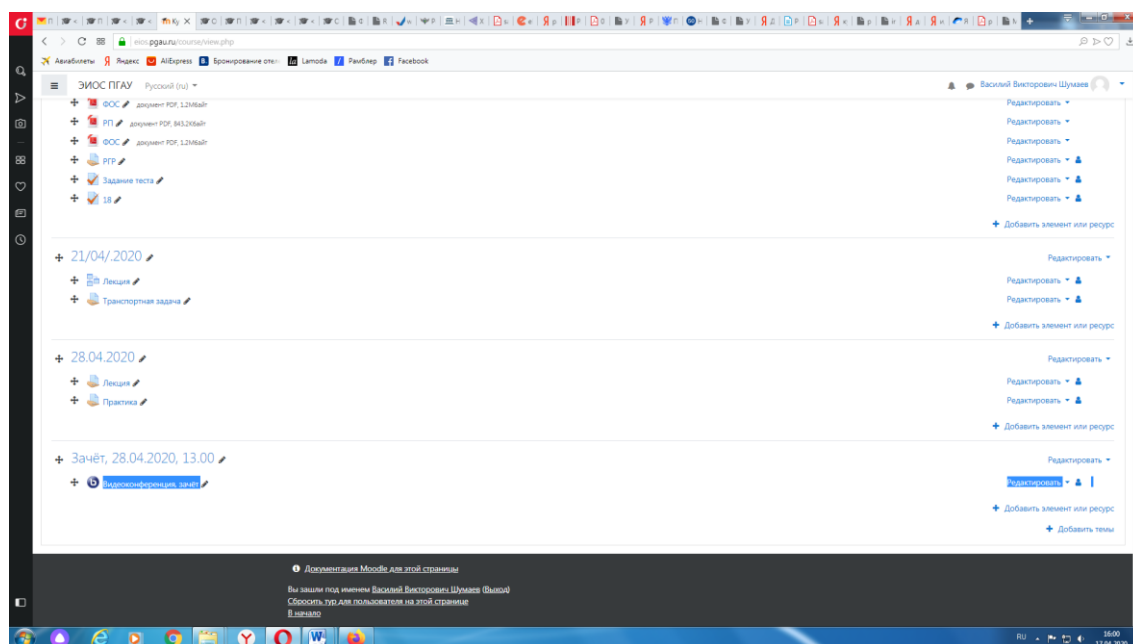 eios.pgau.ru/course/view.php
Авиабилеты Яндекс AliExpress Бронирование отел Lamoda Рамблер Facebook
ЭИОС ПГАУ Русский (ru) Василий Викторович Шумаев
ФОС документ PDF, 1.2Мбайт Редактировать
РП документ PDF, 843.2Кбайт Редактировать
ФОС документ PDF, 1.2Мбайт Редактировать
РГР Редактировать
Задание теста Редактировать
18 Редактировать
+ Добавить элемент или ресурс
21/04/.2020 Редактировать
Лекция Редактировать
Транспортная задача Редактировать
+ Добавить элемент или ресурс
28.04.2020 Редактировать
Лекция Редактировать
Практика Редактировать
+ Добавить элемент или ресурс
Зачёт, 28.04.2020, 13.00 Редактировать
Видеоконференция, зачёт Редактировать
+ Добавить элемент или ресурс
+ Добавить темы
Документация Moodle для этой страницы
Вы зашли под именем Василий Викторович Шумаев (Выход)
Сбросить тур для пользователя на этой странице
В начало
RU 16:00
17.04.2020